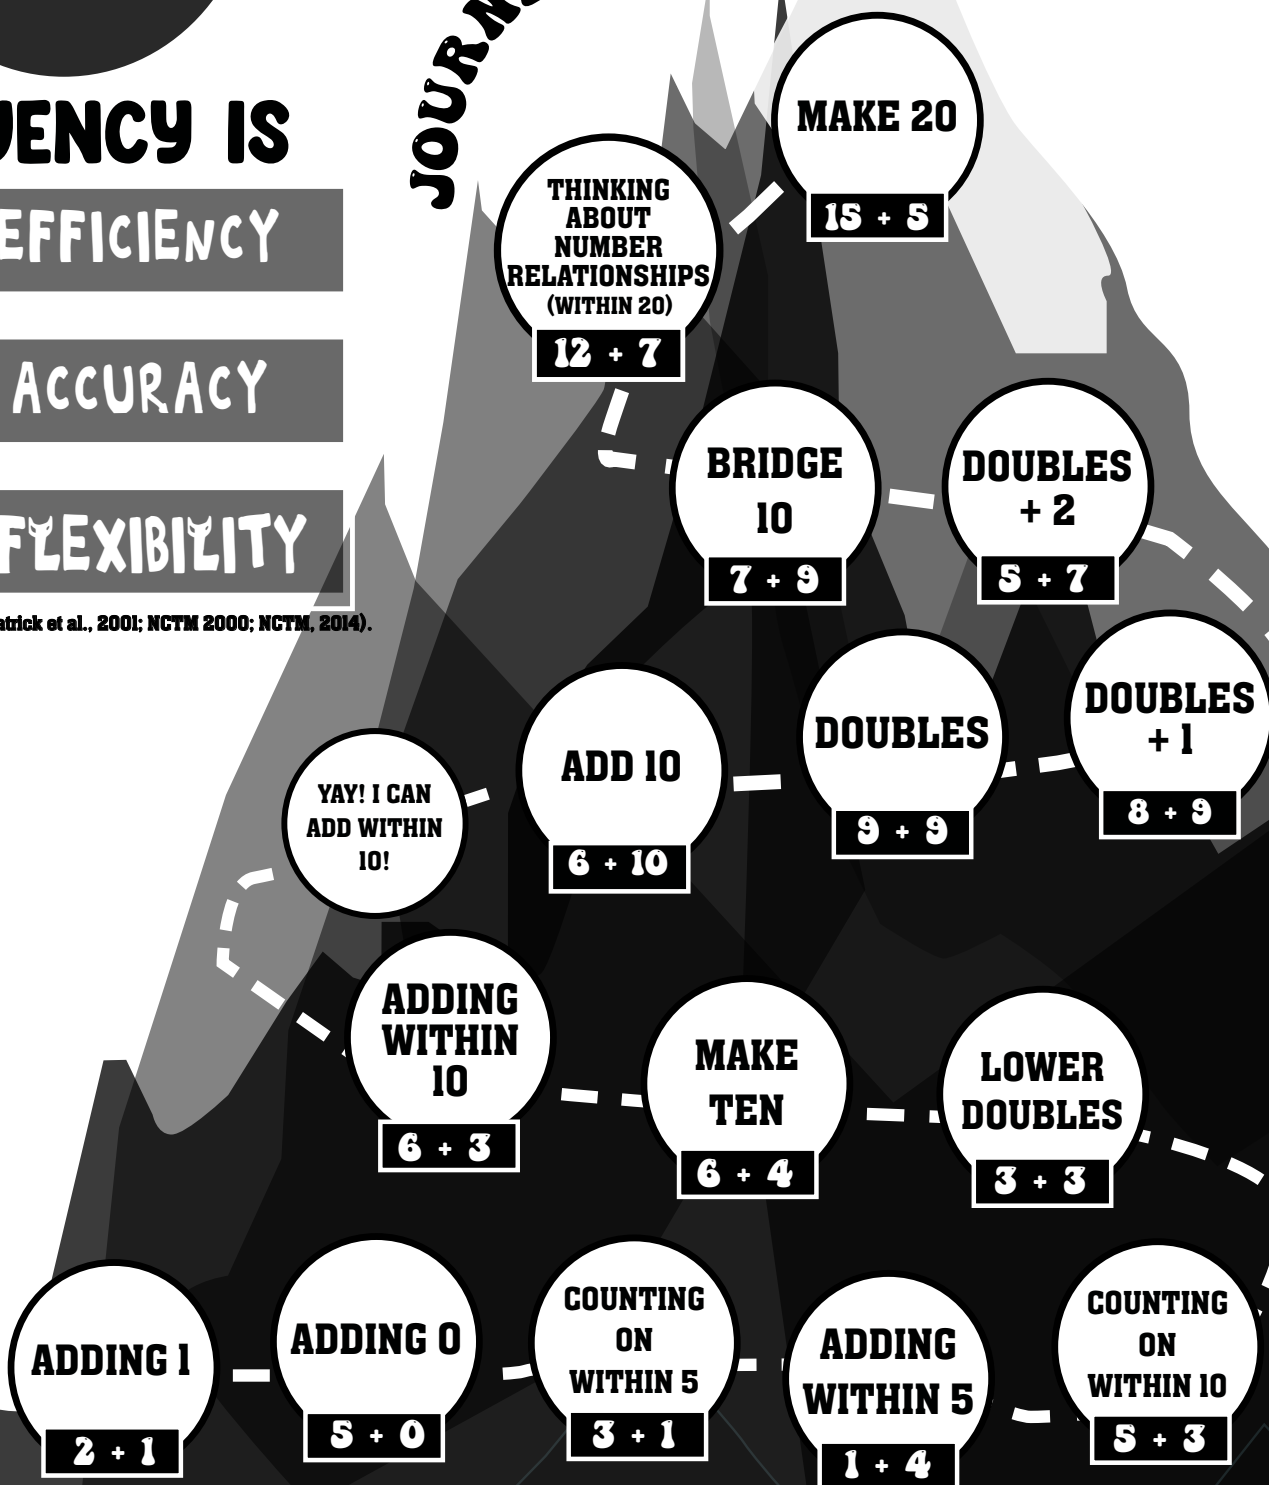 JOURN
UENCY IS
EFFICIENCY
ACCURACY
FLEXIBILITY
atrick et al., 2001; NCTM 2000; NCTM, 2014).
MAKE 20
15 + 5
THINKING
ABOUT
NUMBER
RELATIONSHIPS
(WITHIN 20)
12 + 7
BRIDGE
10
7 + 9
DOUBLES
+ 2
5 + 7
DOUBLES
+ 1
8 + 9
DOUBLES
9 + 9
ADD 10
6 + 10
YAY! I CAN
ADD WITHIN
10!
ADDING
WITHIN
10
6 + 3
MAKE
TEN
6 + 4
LOWER
DOUBLES
3 + 3
ADDING 1
2 + 1
ADDING 0
5 + 0
COUNTING
ON
WITHIN 5
3 + 1
ADDING
WITHIN 5
1 + 4
COUNTING
ON
WITHIN 10
5 + 3